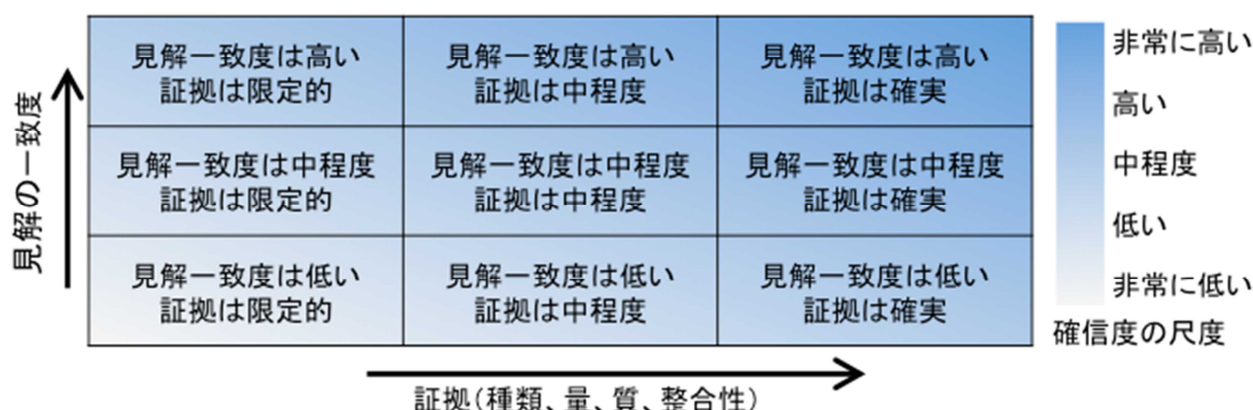 見解の一致度
見解一致度は高い
証拠は限定的
見解一致度は高い
証拠は中程度
見解一致度は高い
証拠は確実
見解一致度は中程度
証拠は限定的
見解一致度は中程度
証拠は中程度
見解一致度は中程度
証拠は確実
見解一致度は低い
証拠は限定的
見解一致度は低い
証拠は中程度
見解一致度は低い
証拠は確実
証拠(種類、量、質、整合性)
非常に高い
高い
中程度
低い
非常に低い
確信度の尺度